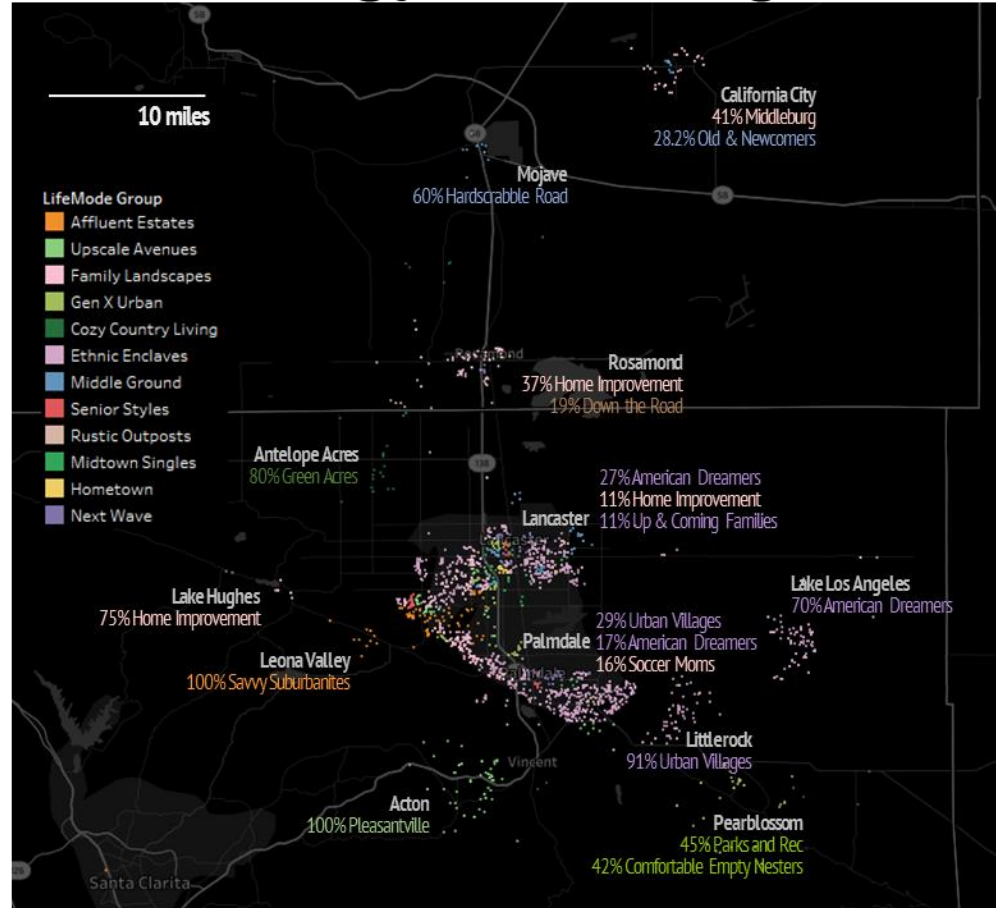 10 miles
LifeMode Group
Affluent Estates
Upscale Avenues
Family Landscapes
Gen X Urban
Cozy Country Living
Ethnic Enclaves
Middle Ground
Senior Styles
Rustic Outposts
Midtown Singles
Hometown
Next Wave
58
California City
41% Middleburg
28.2% Old & Newcomers
58
Mojave
60% Hardscrabble Road
58
Rosamond
Rosamond
37% Home Improvement
19% Down the Road
Antelope Acres
80% Green Acres
138
27% American Dreamers
11% Home Improvement
11% Up & Coming Families
Lancaster
Lake Hughes
75% Home Improvement
Lake Los Angeles
70% American Dreamers
29% Urban Villages
17% American Dreamers
16% Soccer Moms
Palmdale
Leona Valley
100% Savvy Suburbanites
Littlerock
91% Urban Villages
Vincent
Acton
100% Pleasantville
Pearblossom
45% Parks and Rec
42% Comfortable Empty Nesters
Santa Clarita